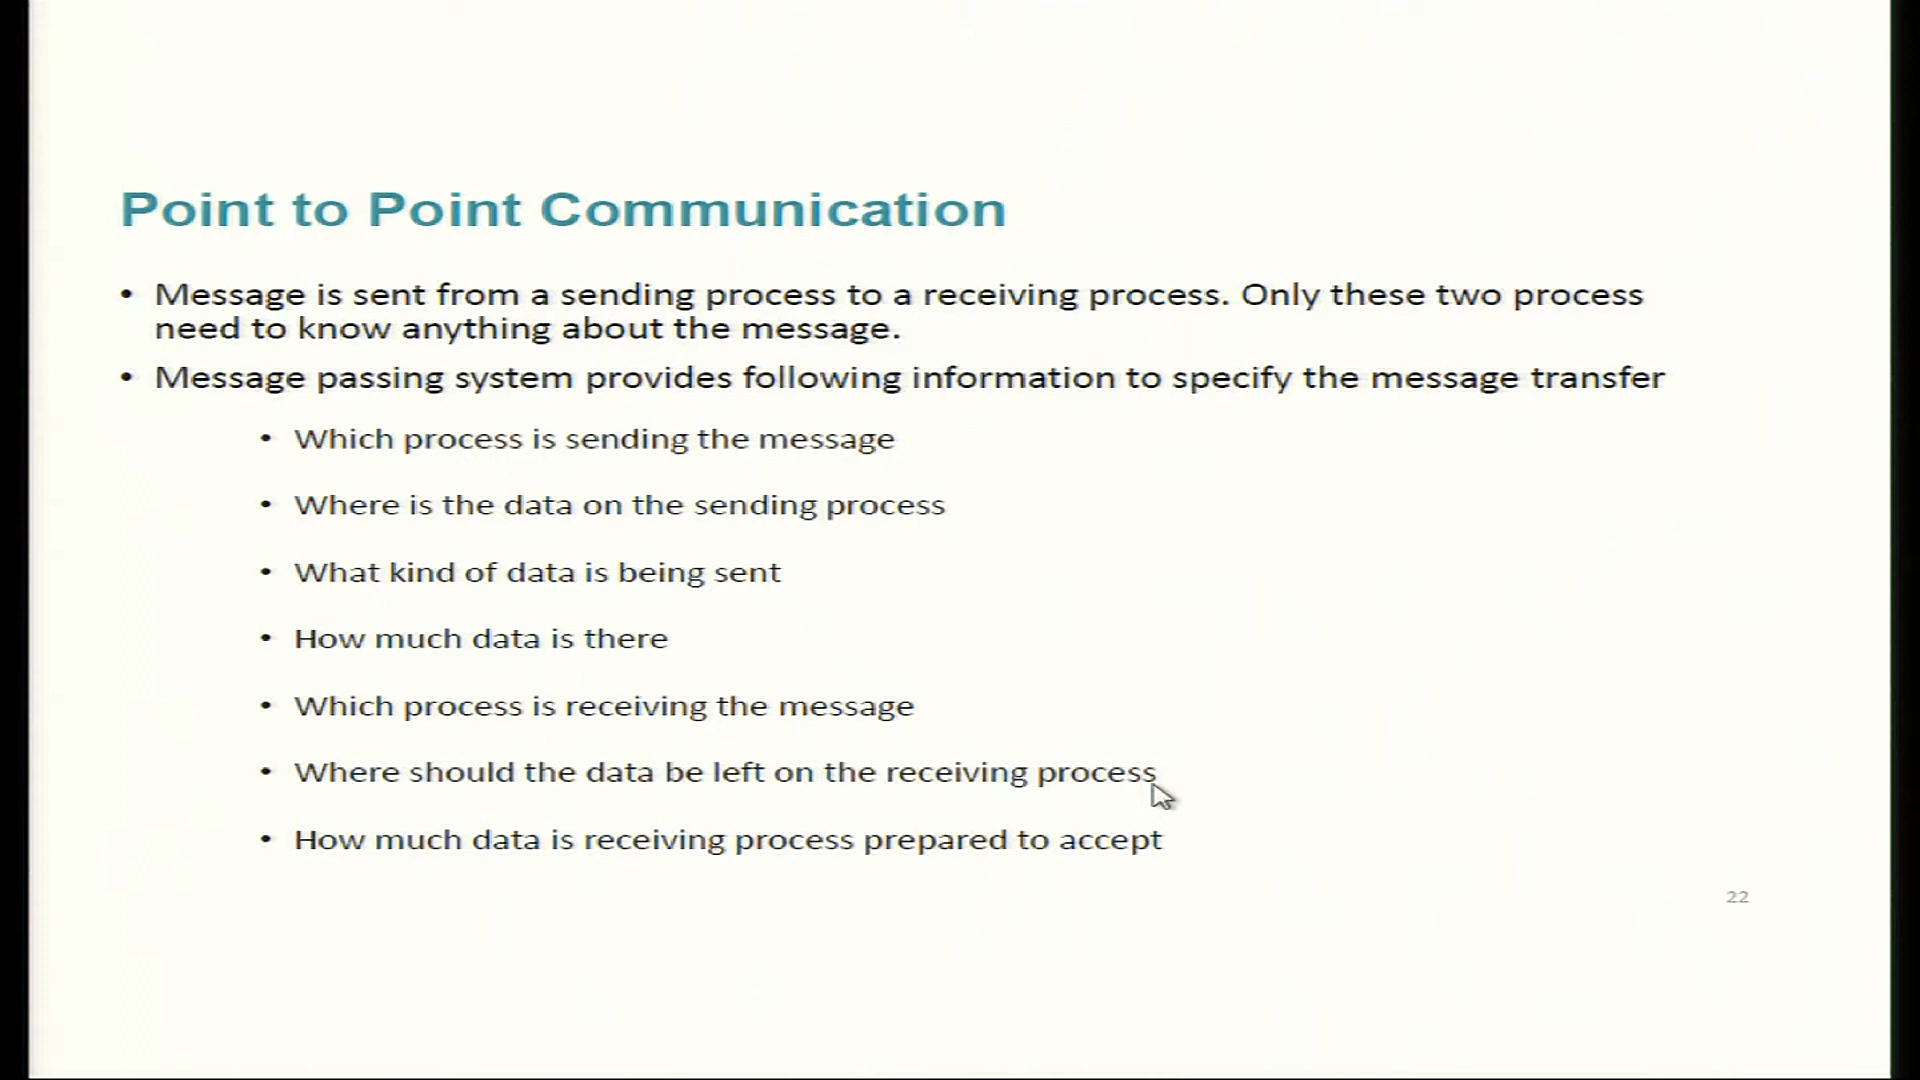 Point to Point Communication
• Message is sent from a sending process to a receiving process. Only these two process
need to know anything about the message.
• Message passing system provides following information to specify the message transfer
• Which process is sending the message
• Where is the data on the sending process
• What kind of data is being sent
• How much data is there
• Which process is receiving the message
• Where should the data be left on the receiving process
• How much data is receiving process prepared to accept
22